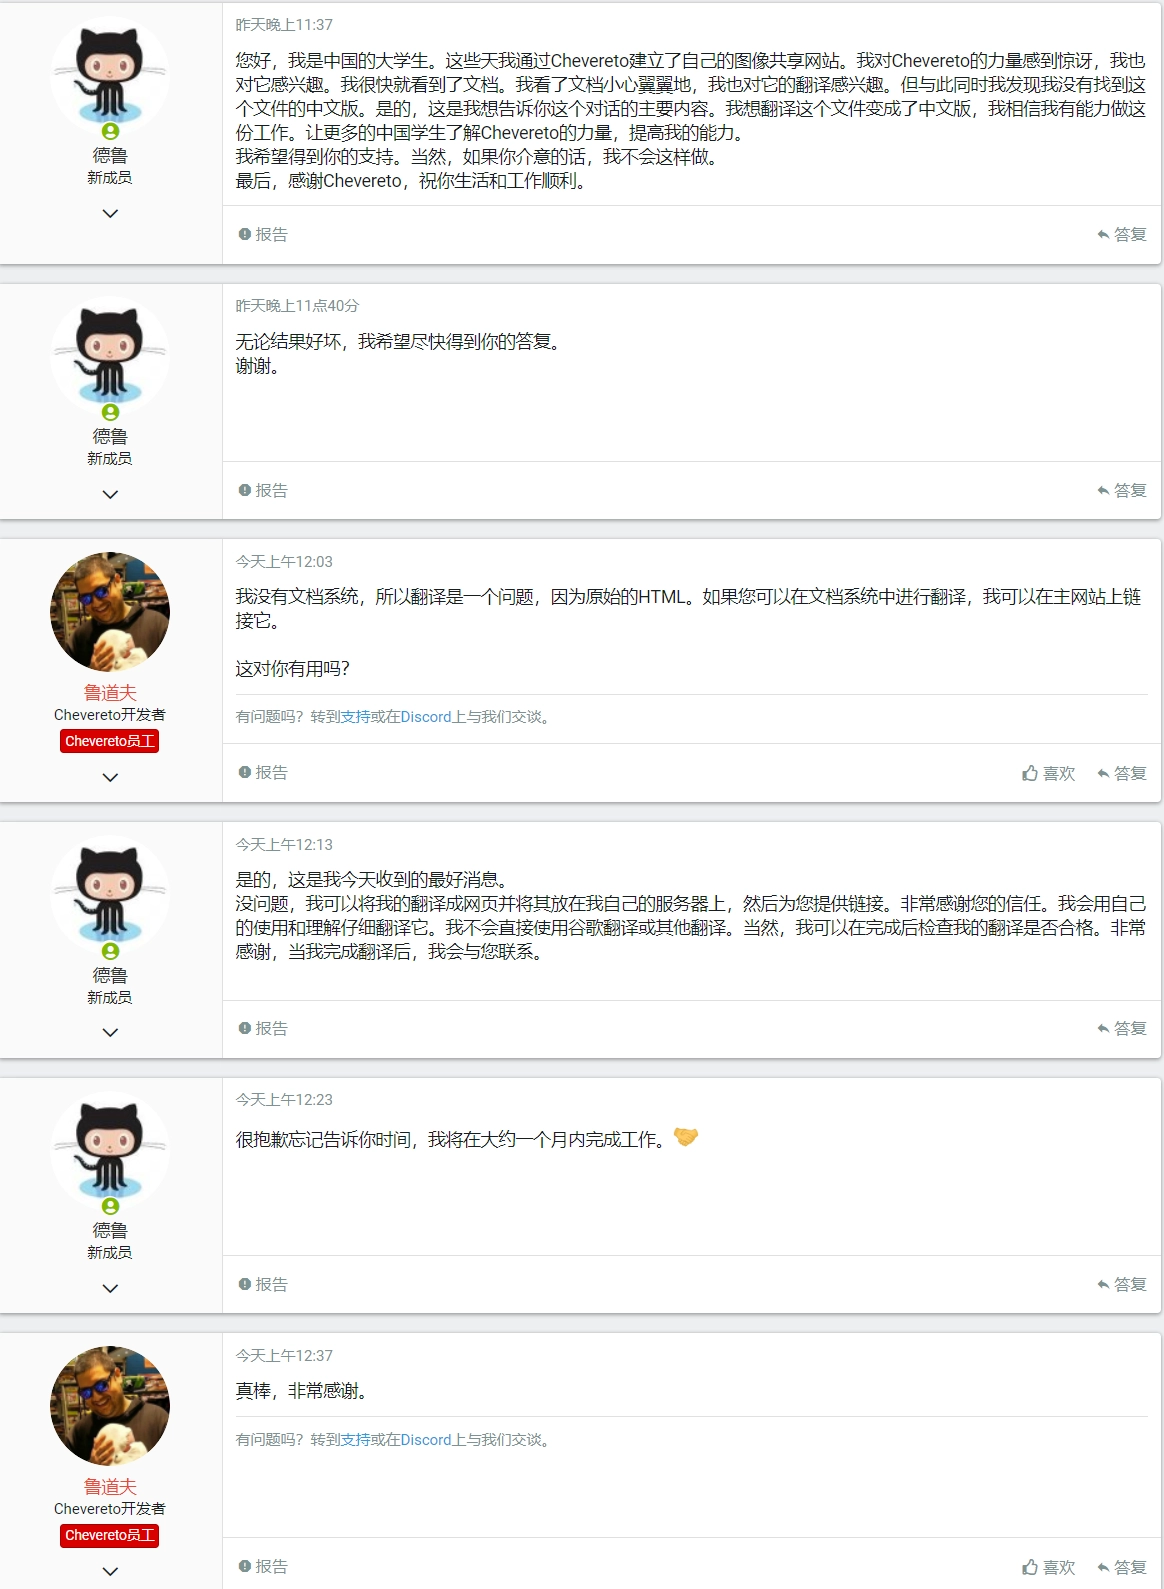 昨天晚上11:37
您好，我是中国的大学生。这些天我通过Chevereto建立了自己的图像共享网站。我对Chevereto的力量感到惊讶，我也
对它感兴趣。我很快就看到了文档。我看了文档小心翼翼地，我也对它的翻译感兴趣。但与此同时我发现我没有找到这
个文件的中文版。是的，这是我想告诉你这个对话的主要内容。我想翻译这个文件变成了中文版，我相信我有能力做这
份工作。让更多的中国学生了解Chevereto的力量，提高我的能力。
我希望得到你的支持。当然，如果你介意的话，我不会这样做。
最后，感谢Chevereto，祝你生活和工作顺利。
德鲁
新成员
报告
答复
昨天晚上11点40分
无论结果好坏，我希望尽快得到你的答复。
谢谢。
德鲁
新成员
报告
答复
今天上午12:03
我没有文档系统，所以翻译是一个问题，因为原始的HTML。如果您可以在文档系统中进行翻译，我可以在主网站上链
接它。
这对你有用吗？
鲁道夫
Chevereto开发者
Chevereto员工
有问题吗？转到支持或在Discord上与我们交谈。
报告
喜欢
答复
今天上午12:13
是的，这是我今天收到的最好消息。
没问题，我可以将我的翻译成网页并将其放在我自己的服务器上，然后为您提供链接。非常感谢您的信任。我会用自己
的使用和理解仔细翻译它。我不会直接使用谷歌翻译或其他翻译。当然，我可以在完成后检查我的翻译是否合格。非常
感谢，当我完成翻译后，我会与您联系。
德鲁
新成员
报告
答复
今天上午12:23
很抱歉忘记告诉你时间，我将在大约一个月内完成工作。
德鲁
新成员
报告
答复
今天上午12:37
真棒，非常感谢。
有问题吗？转到支持或在Discord上与我们交谈。
鲁道夫
Chevereto开发者
Chevereto员工
报告
喜欢
答复